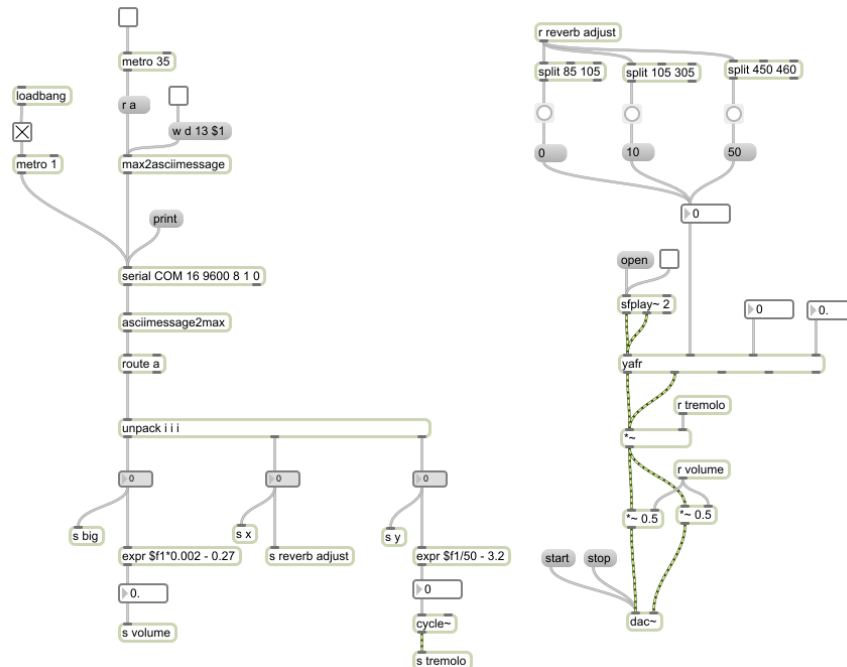 metro 35
loadbang
r a
w d 13 $1
metro 1
max2asciimessage
print
serial COM 16 9600 8 1 0
asciimessage2max
route a
unpack i i i
0
0
0
s big
s x
s y
expr $f1*0.002 - 0.27
s reverb adjust
expr $f1/50 - 3.2
0.
0
s volume
cycle~
s tremolo
r reverb adjust
split 85 105
split 105 305
split 450 460
0
10
50
0
open
sfplay~ 2
0
0.
yafr
r tremolo
*~
r volume
*~ 0.5
*~ 0.5
start
stop
dac~